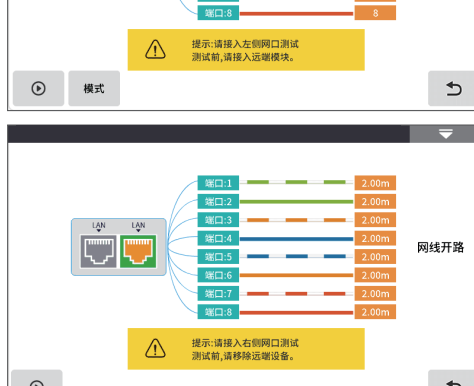 端口:8 8
提示:请接入左侧网口测试
测试前,请接入远端模块。
模式
端口:1 2.00m
端口:2 2.00m
LAN LAN
端口:3 2.00m
端口:4 2.00m
网线开路
端口:5 2.00m
端口:6 2.00m
端口:7 2.00m
端口:8 2.00m
提示:请接入右侧网口测试
测试前,请移除远端设备。